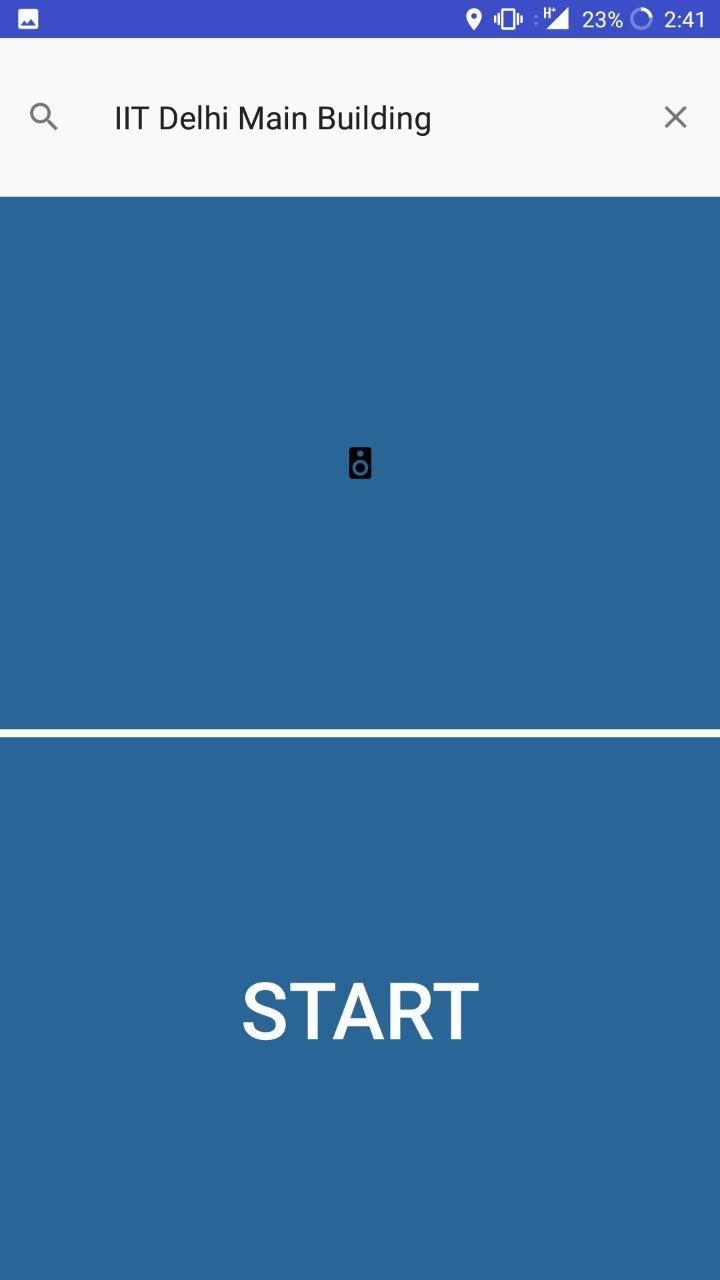 H+ 23% 2:41
IIT Delhi Main Building
START